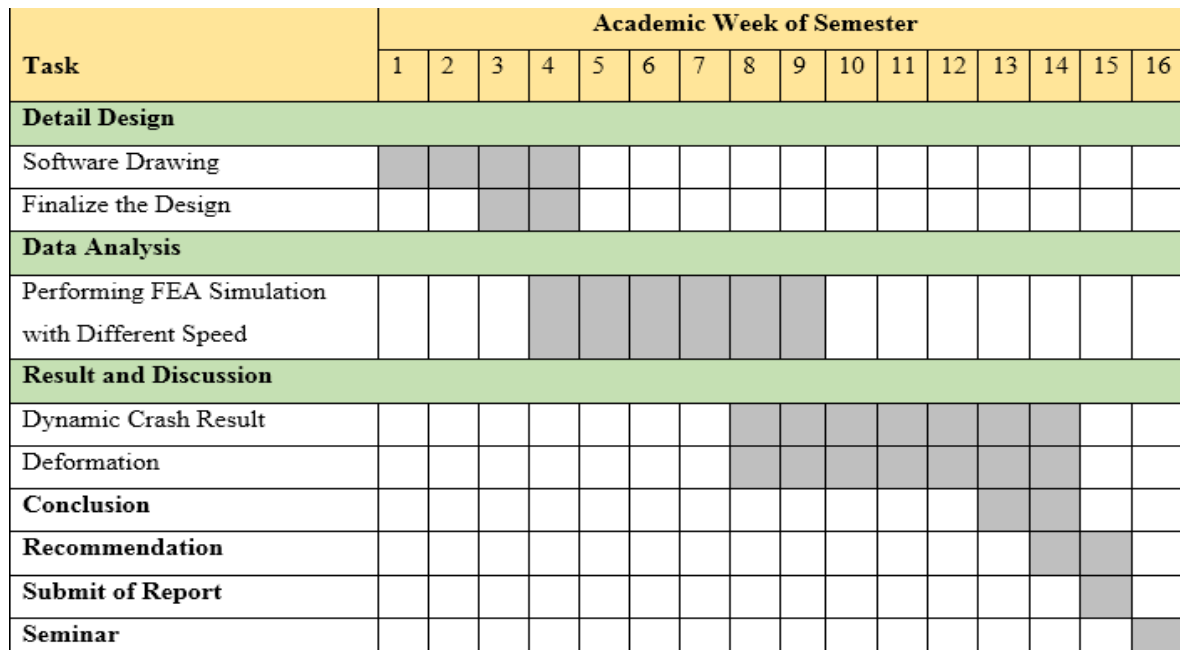 Academic Week of Semester
Task 1 2 3 4 5 6 7 8 9 10 11 12 13 14 15 16
Detail Design
Software Drawing
Finalize the Design
Data Analysis
Performing FEA Simulation
with Different Speed
Result and Discussion
Dynamic Crash Result
Deformation
Conclusion
Recommendation
Submit of Report
Seminar